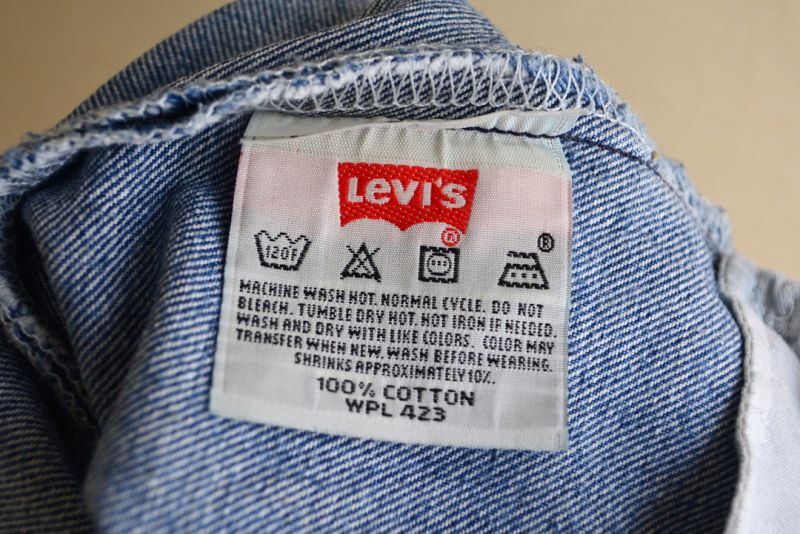 LEVI'S
®
®
120F
MACHINE WASH HOT. NORMAL CYCLE. DO NOT
BLEACH. TUMBLE DRY HOT. HOT IRON IF NEEDED.
WASH AND DRY WITH LIKE COLORS. COLOR MAY
TRANSFER WHEN NEW. WASH BEFORE WEARING.
SHRINKS APPROXIMATELY 10%.
100% COTTON
WPL 423